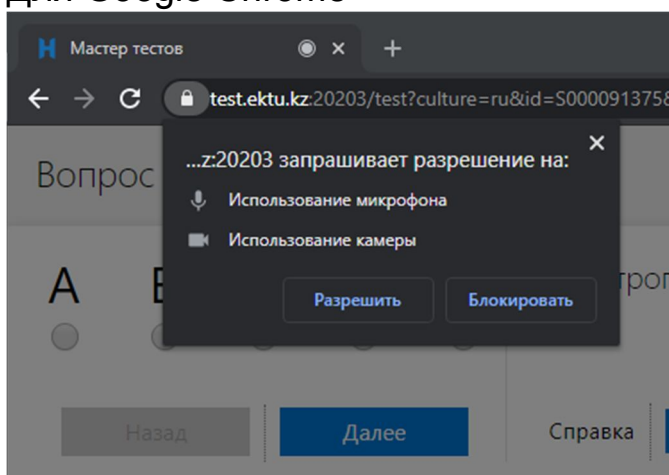 для Google Chrome
Мастер тестов
test.ektu.kz:20203/test?culture=ru&id=S000091375
Вопрос
...z:20203 запрашивает разрешение на:
Использование микрофона
Использование камеры
Разрешить Блокировать
A
Назад Далее Справка